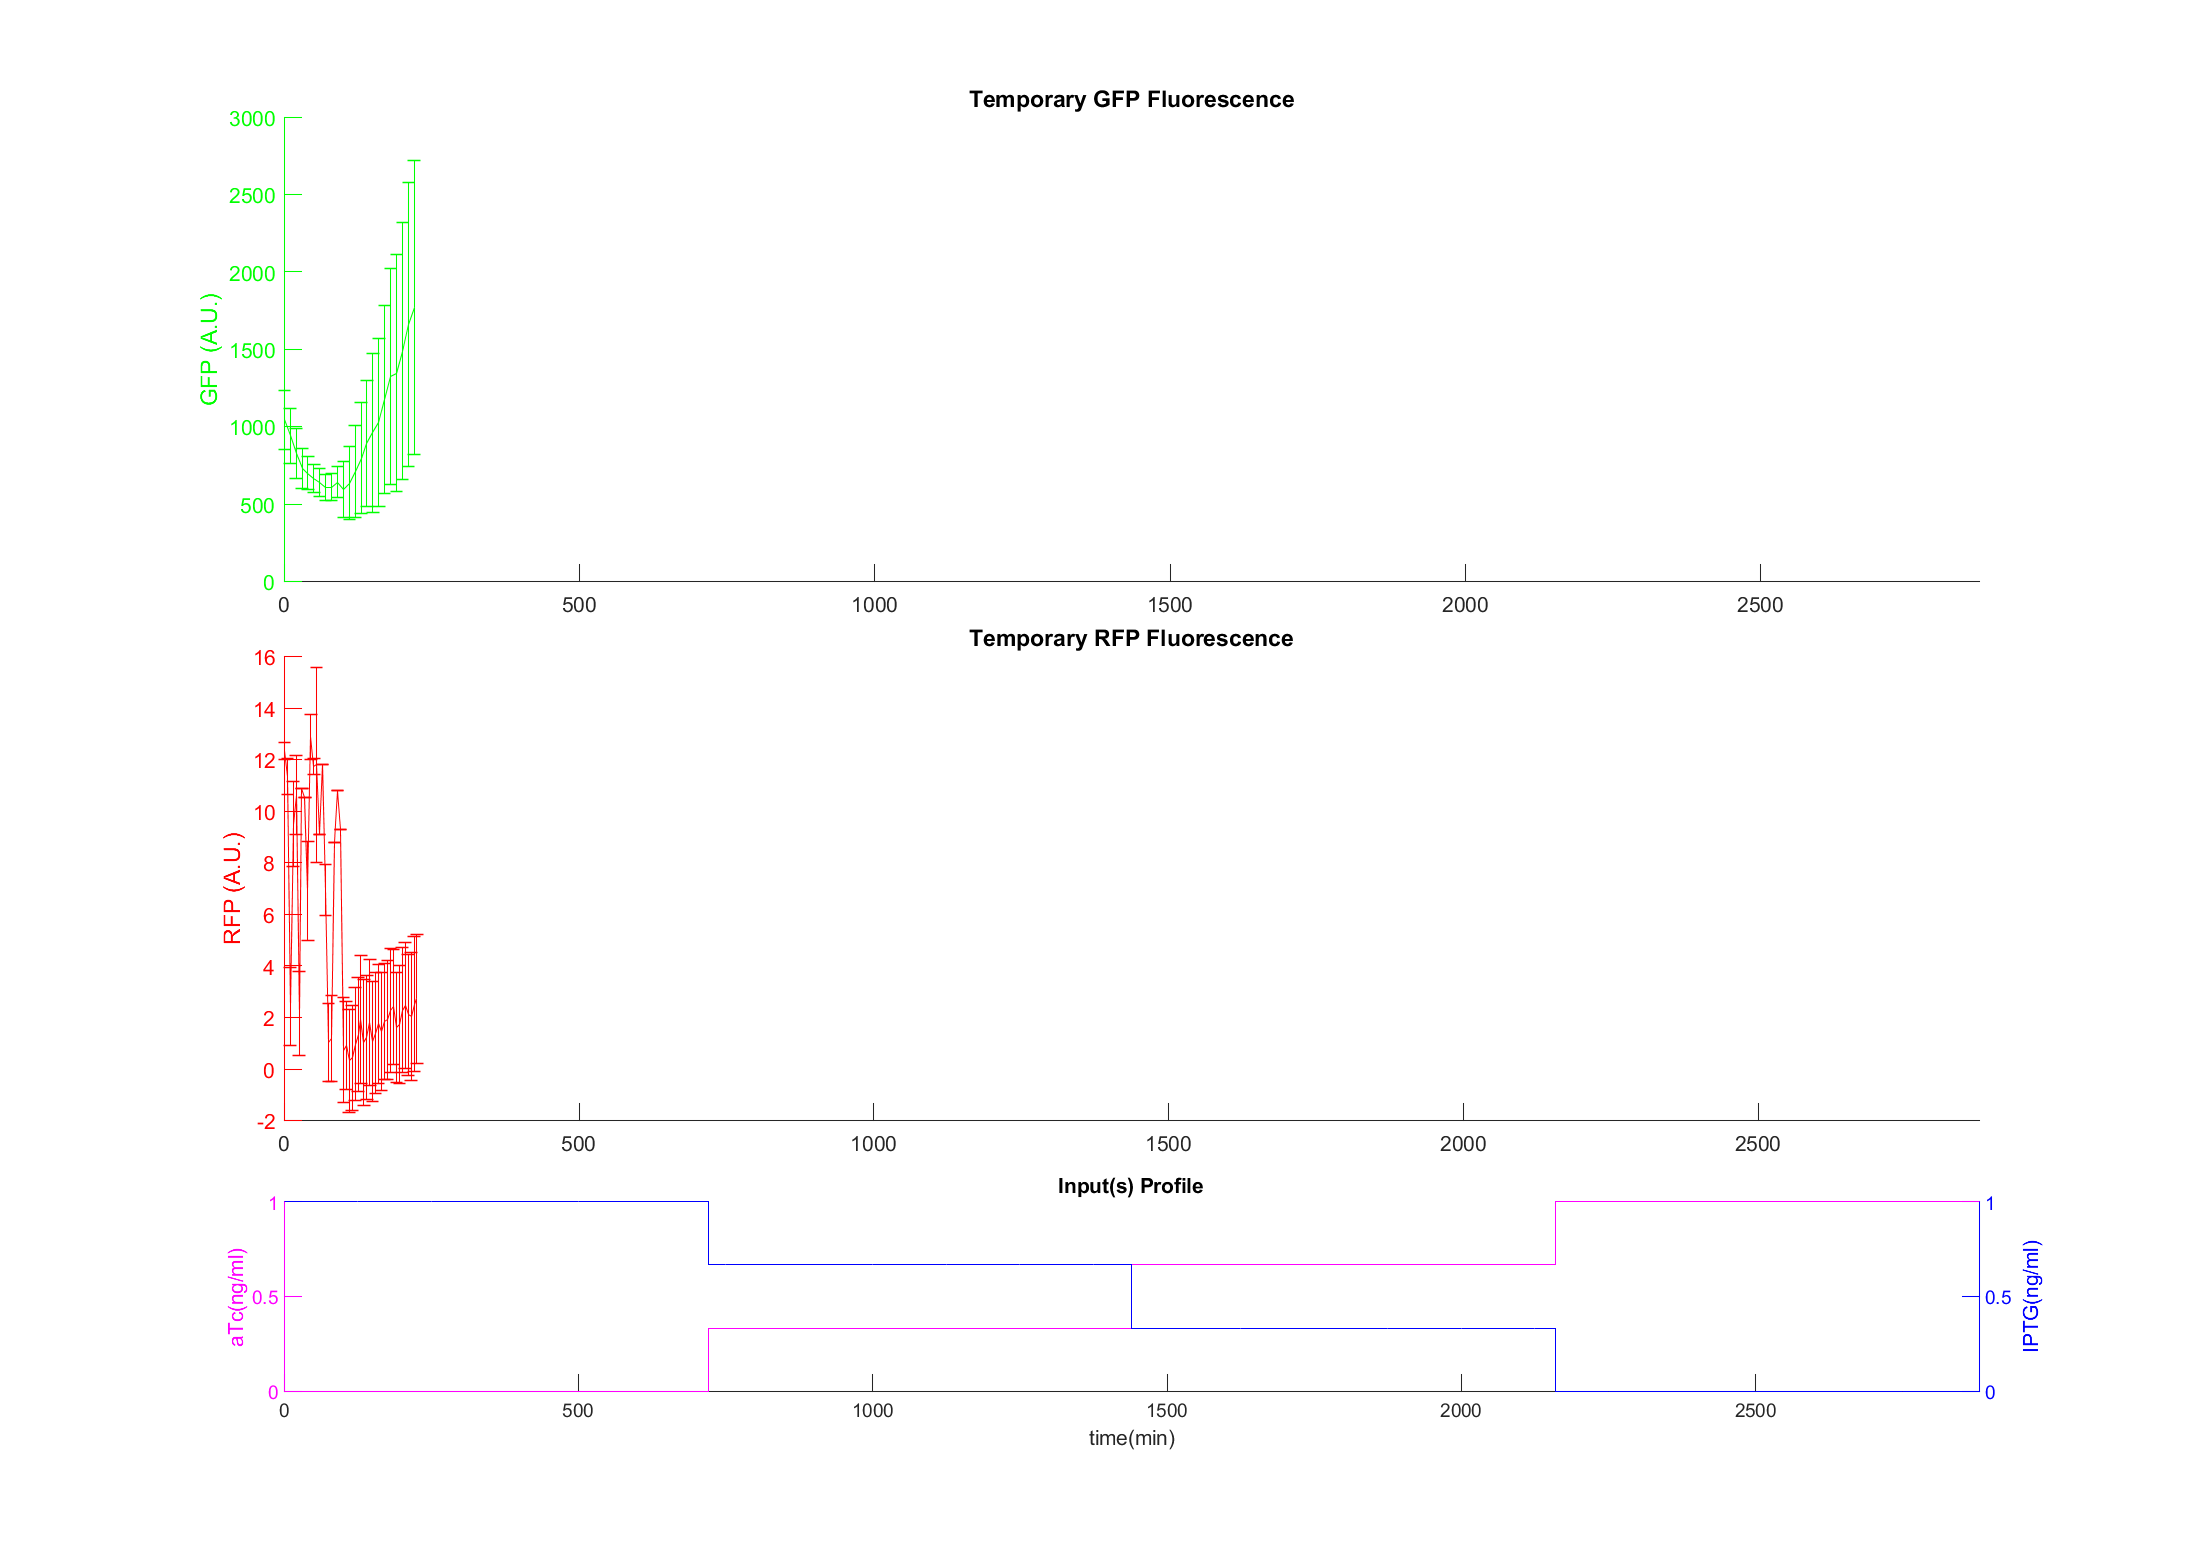 Temporary GFP Fluorescence
GFP (A.U.)
3000
2500
2000
1500
1000
500
0
0 500 1000 1500 2000 2500
Temporary RFP Fluorescence
RFP (A.U.)
16
14
12
10
8
6
4
2
0
-2
0 500 1000 1500 2000 2500
Input(s) Profile
aTc(ng/ml)
1
0.5
0
1
0.5
0
IPTG(ng/ml)
0 500 1000 1500 2000 2500
time(min)